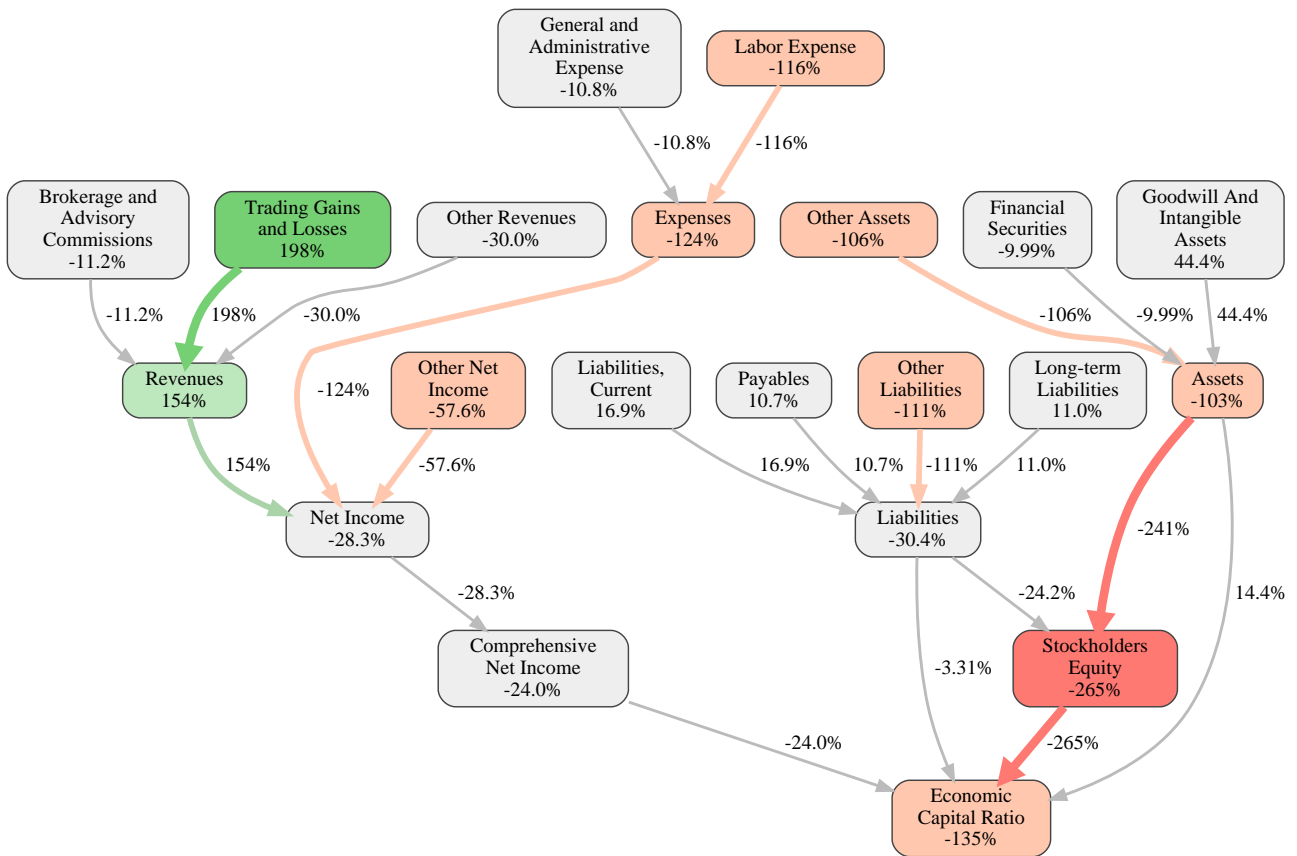 General and
Administrative
Expense
-10.8%
Labor Expense
-116%
-10.8%
-116%
Brokerage and
Advisory
Commissions
-11.2%
Trading Gains
and Losses
198%
Other Revenues
-30.0%
Expenses
-124%
Other Assets
-106%
Financial
Securities
-9.99%
Goodwill And
Intangible
Assets
44.4%
-11.2%
198%
-30.0%
-106%
-9.99%
44.4%
Revenues
154%
-124%
Other Net
Income
-57.6%
Liabilities,
Current
16.9%
Payables
10.7%
Other
Liabilities
-111%
Long-term
Liabilities
11.0%
Assets
-103%
154%
-57.6%
16.9%
10.7%
-111%
11.0%
Net Income
-28.3%
Liabilities
-30.4%
-241%
-28.3%
-24.2%
14.4%
Comprehensive
Net Income
-24.0%
-3.31%
Stockholders
Equity
-265%
-24.0%
-265%
Economic
Capital Ratio
-135%